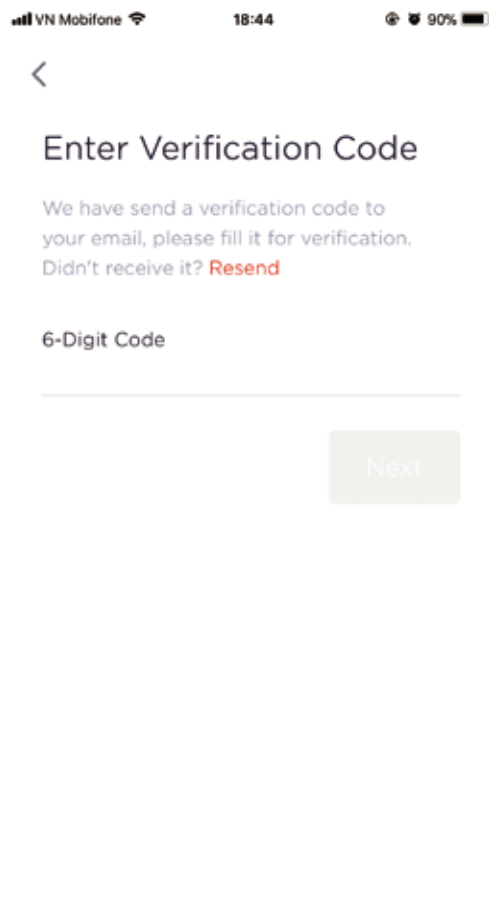 VN Mobifone 18:44 90%
Enter Verification Code
We have send a verification code to
your email, please fill it for verification.
Didn't receive it? Resend
6-Digit Code
Next